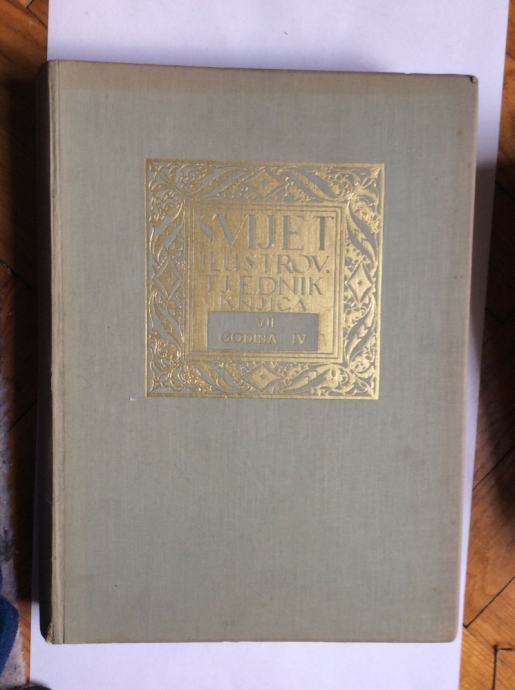 SVIJET
ILUSTROV.
TJEDNIK
KNJIGA
VII
GODINA IV